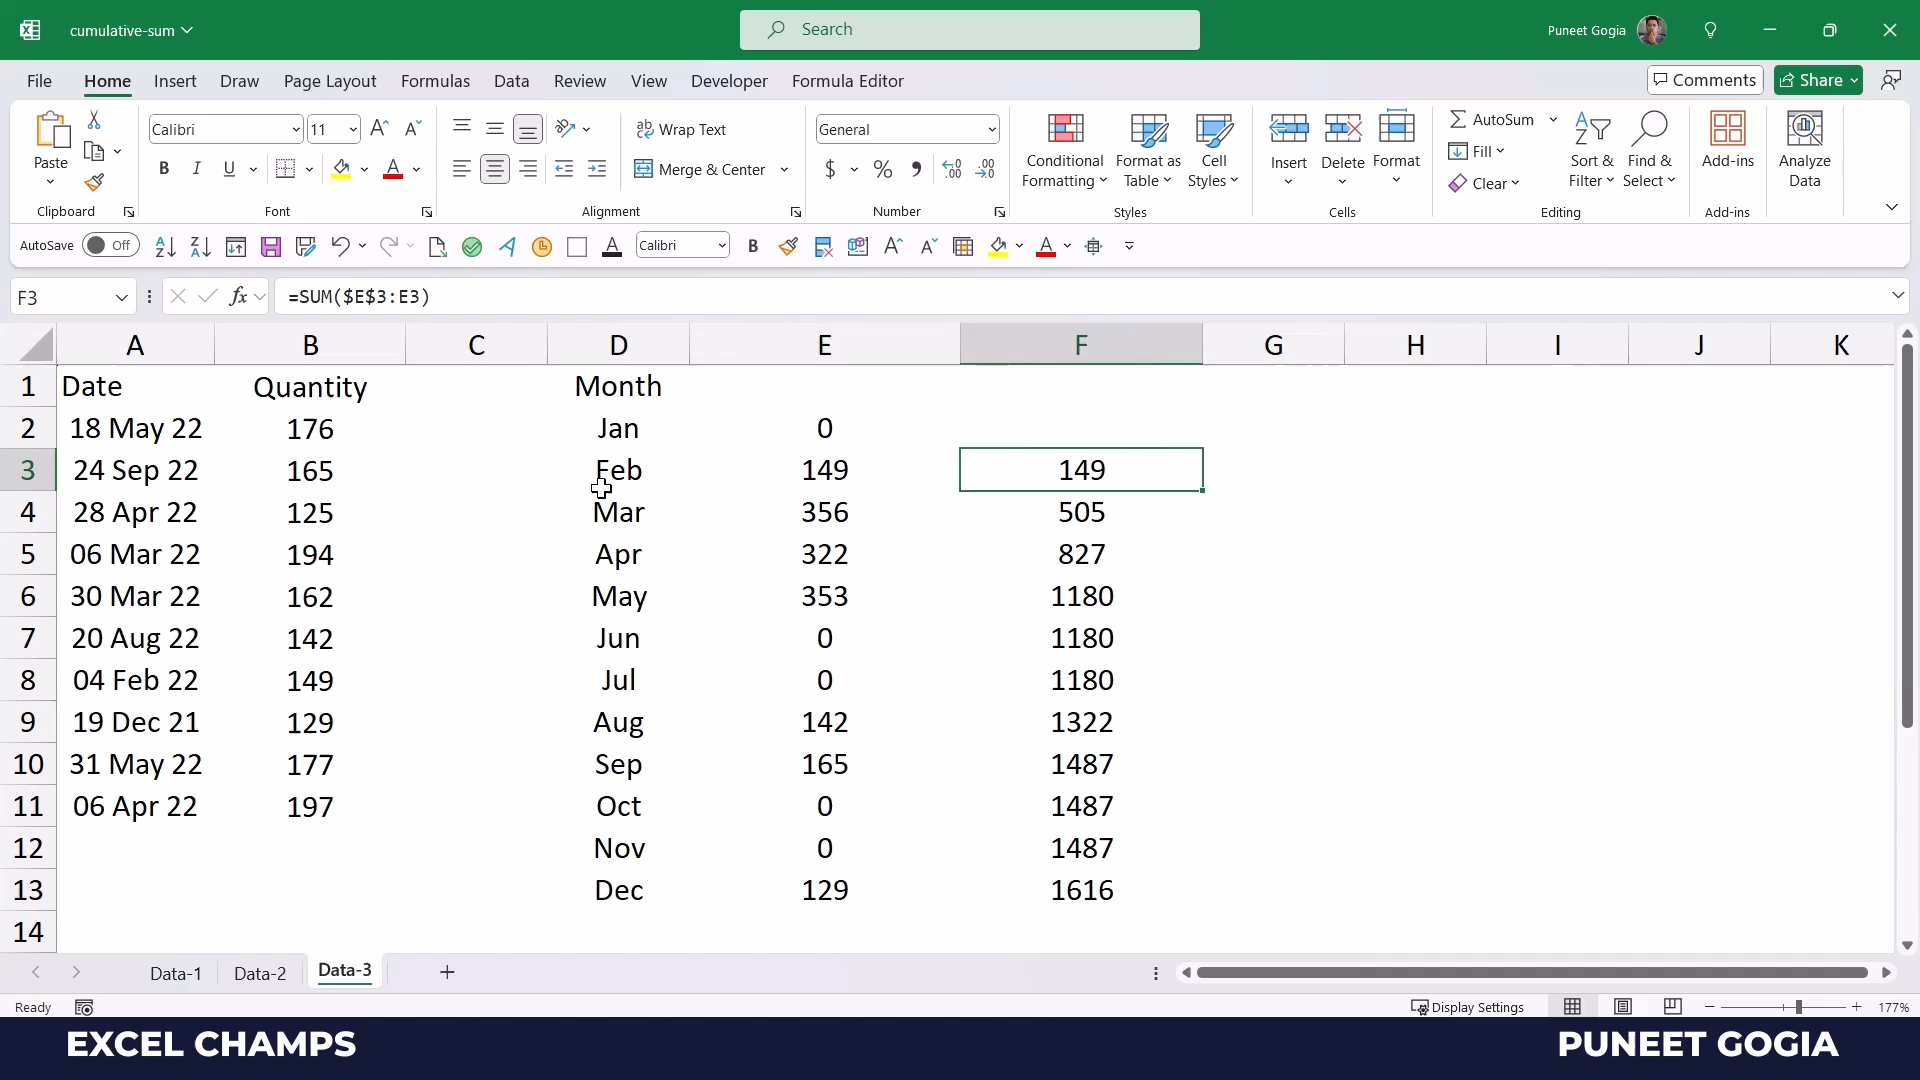 cumulative-sum
Search
Puneet Gogia
File Home Insert Draw Page Layout Formulas Data Review View Developer Formula Editor
Comments Share
Paste
Clipboard
Calibri 11
B I U
Font
Wrap Text
Merge & Center
Alignment
General
$ % , .00
Number
Conditional Formatting
Format as Table
Cell Styles
Styles
Insert Delete Format
Cells
AutoSum
Fill
Clear
Sort & Filter
Find & Select
Editing
Add-ins
Add-ins
Analyze Data
AutoSave Off
Calibri B
F3 fx =SUM($E$3:E3)
A B C D E F G H I J K
1 Date Quantity Month
2 18 May 22 176 Jan 0
3 24 Sep 22 165 Feb 149 149
4 28 Apr 22 125 Mar 356 505
5 06 Mar 22 194 Apr 322 827
6 30 Mar 22 162 May 353 1180
7 20 Aug 22 142 Jun 0 1180
8 04 Feb 22 149 Jul 0 1180
9 19 Dec 21 129 Aug 142 1322
10 31 May 22 177 Sep 165 1487
11 06 Apr 22 197 Oct 0 1487
12 Nov 0 1487
13 Dec 129 1616
14
Data-1 Data-2 Data-3
Ready
Display Settings
177%
EXCEL CHAMPS
PUNEET GOGIA